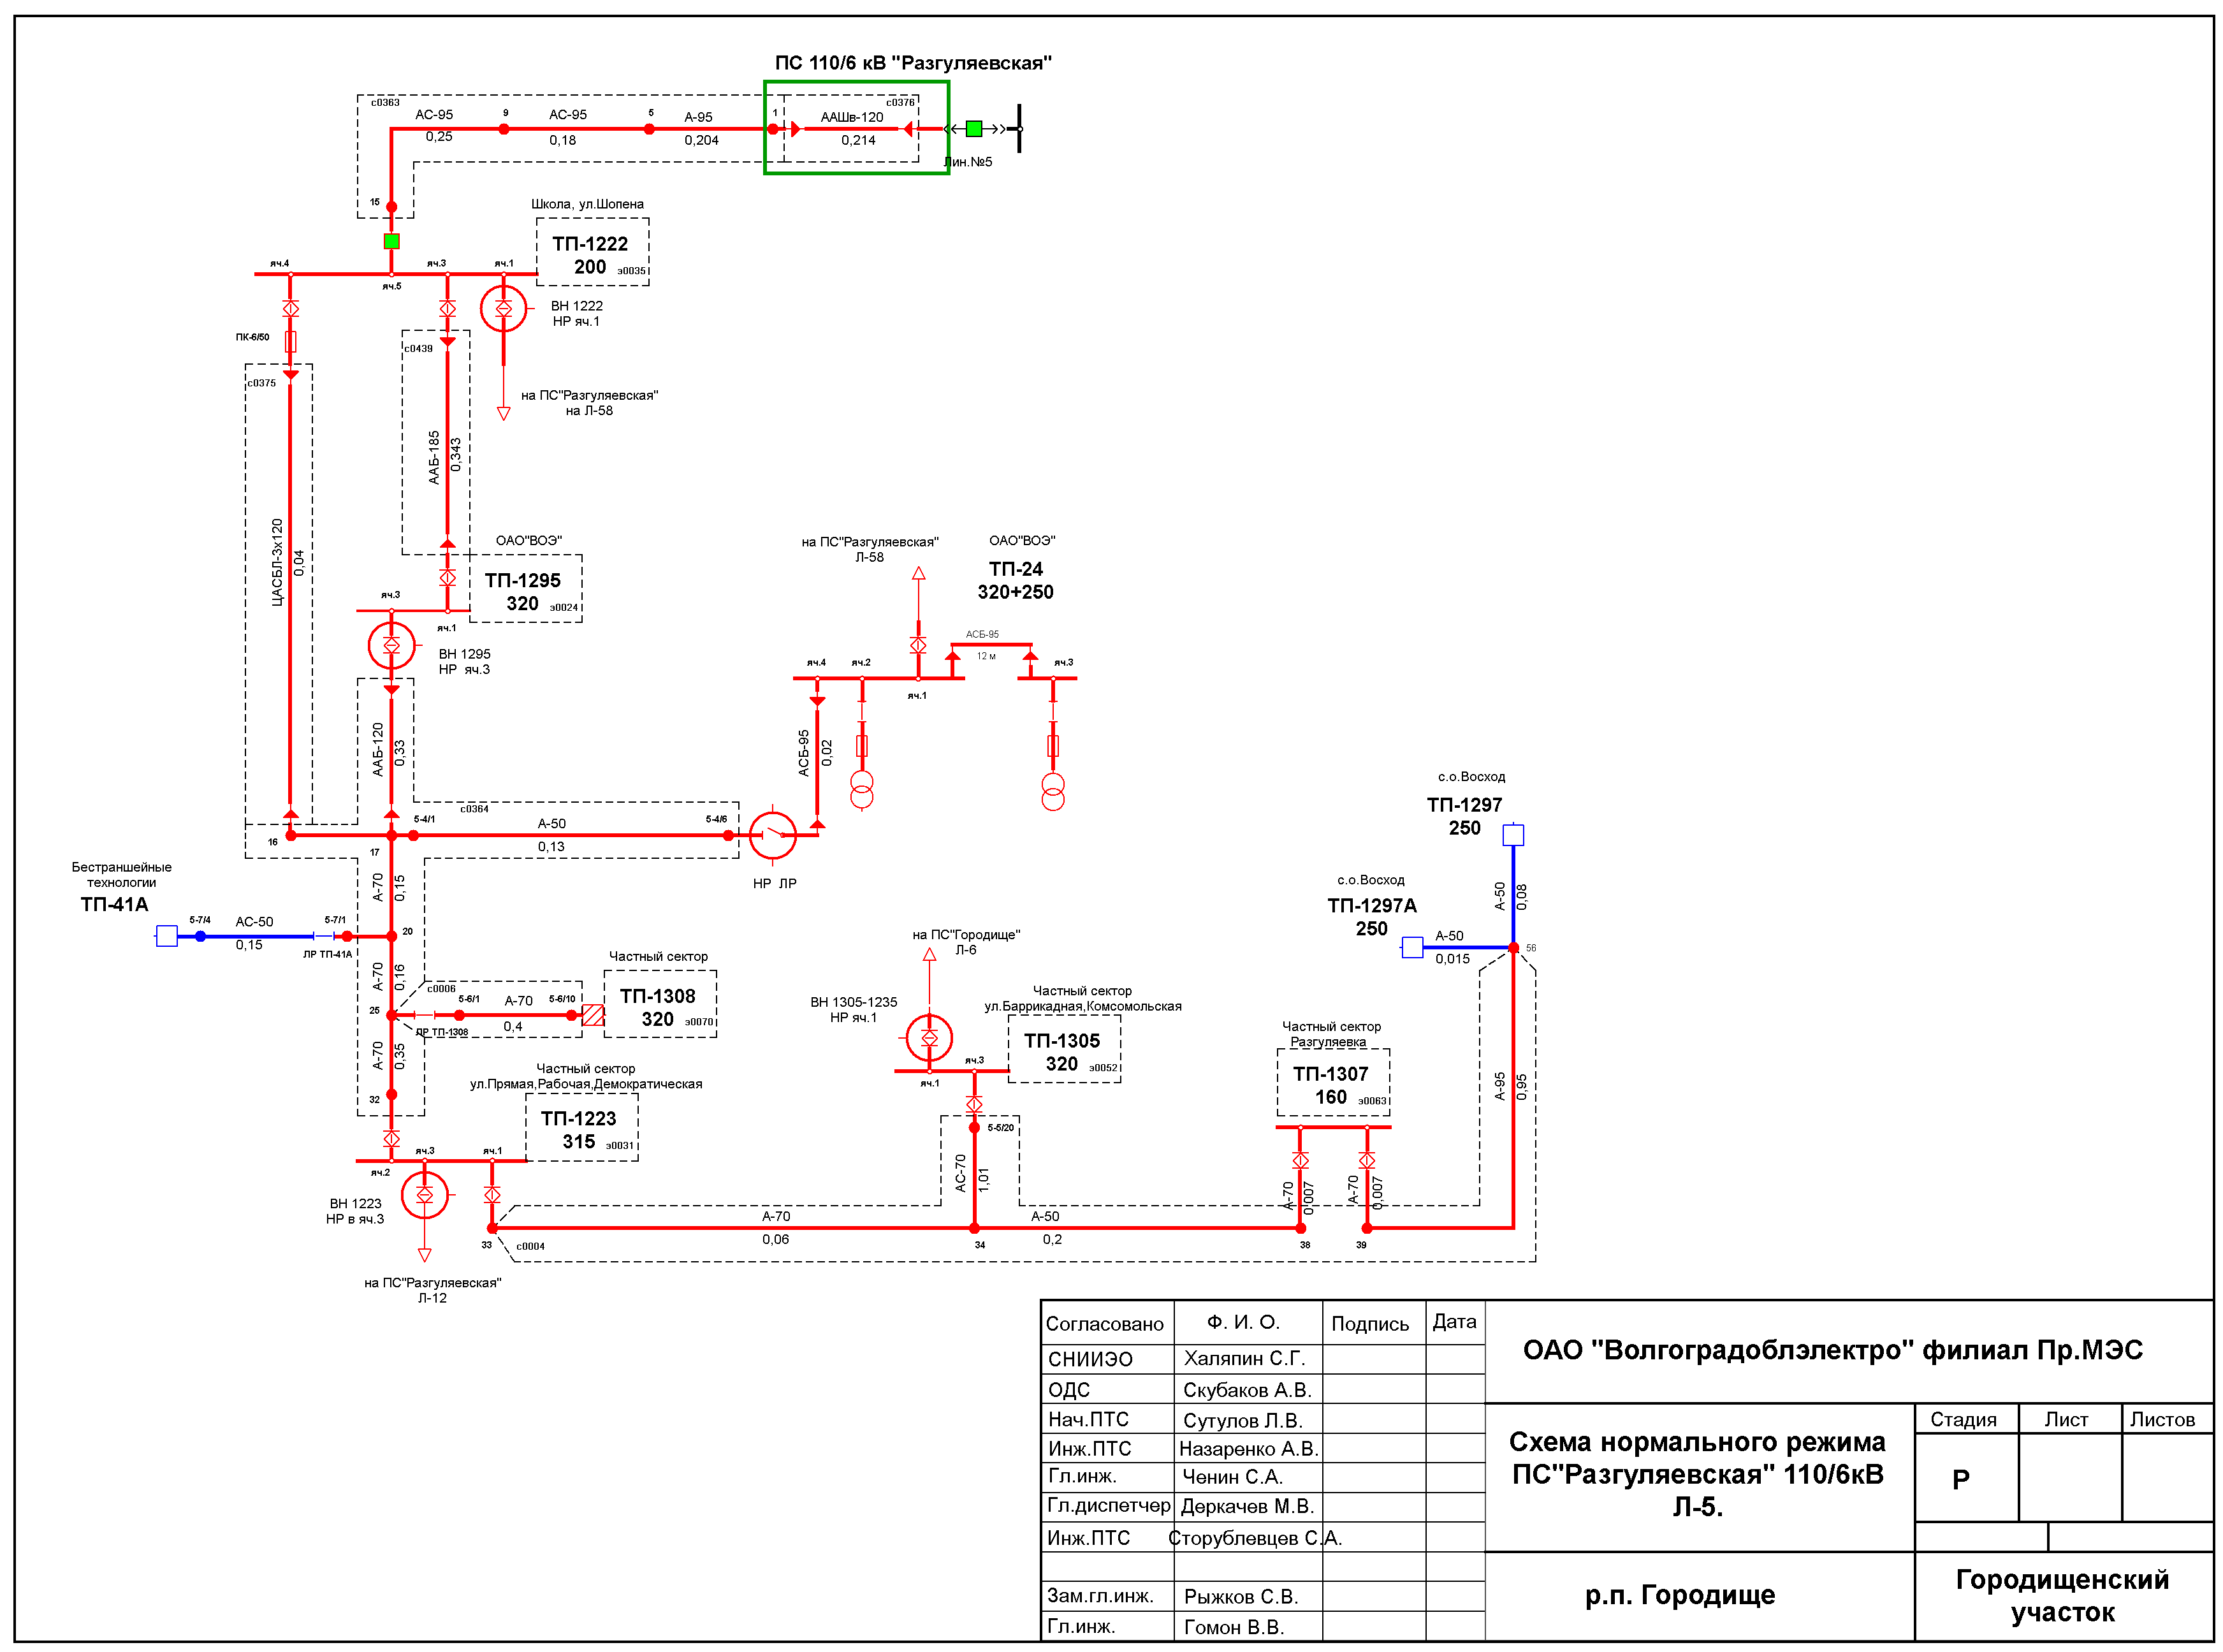 ПС 110/6 кВ "Разгуляевская"
с0363
АС-95
0,25
9
АС-95
0,18
5
А-95
0,204
1
ААШв-120
0,214
с0376
Лин.№5
15
Школа, ул.Шопена
ТП-1222
200
э0035
яч.4
яч.5
яч.3
яч.1
ВН 1222
НР яч.1
ПК-6/50
с0375
с0439
на ПС"Разгуляевская"
на Л-58
ААБ-185
0,343
ЦАСБЛ-3х120
0,04
ОАО"ВОЭ"
ТП-1295
320
э0024
яч.3
яч.1
ВН 1295
НР яч.3
ААБ-120
0,33
на ПС"Разгуляевская"
Л-58
ОАО"ВОЭ"
ТП-24
320+250
АСБ-95
12 м
яч.4
яч.2
яч.1
яч.3
АСБ-95
0,02
с0364
16
17
5-4/1
А-50
0,13
5-4/6
НР ЛР
Бестраншейные
технологии
ТП-41А
5-7/4
АС-50
0,15
5-7/1
ЛР ТП-41А
20
А-70
0,15
А-70
0,16
с0006
25
5-6/1
А-70
0,4
5-6/10
ЛР ТП-1308
Частный сектор
ТП-1308
320
э0070
А-70
0,35
32
Частный сектор
ул.Прямая,Рабочая,Демократическая
ТП-1223
315
э0031
яч.2
яч.3
яч.1
ВН 1223
НР в яч.3
на ПС"Разгуляевская"
Л-12
33
с0004
А-70
0,06
34
А-50
0,2
38
39
на ПС"Городище"
Л-6
ВН 1305-1235
НР яч.1
Частный сектор
ул.Баррикадная,Комсомольская
ТП-1305
320
э0052
яч.3
яч.1
5-5/20
АС-70
1,01
Частный сектор
Разгуляевка
ТП-1307
160
э0063
А-70
0,007
А-70
0,007
с.о.Восход
ТП-1297
250
А-50
0,08
с.о.Восход
ТП-1297А
250
А-50
0,015
56
А-95
0,95
Согласовано
Ф. И. О.
Подпись
Дата
СНИИЭО
Халяпин С.Г.
ОДС
Скубаков А.В.
Нач.ПТС
Сутулов Л.В.
Инж.ПТС
Назаренко А.В.
Гл.инж.
Ченин С.А.
Гл.диспетчер
Деркачев М.В.
Инж.ПТС
Сторублевцев С.А.
Зам.гл.инж.
Рыжков С.В.
Гл.инж.
Гомон В.В.
ОАО "Волгоградоблэлектро" филиал Пр.МЭС
Схема нормального режима
ПС"Разгуляевская" 110/6кВ
Л-5.
Стадия
Лист
Листов
Р
р.п. Городище
Городищенский
участок